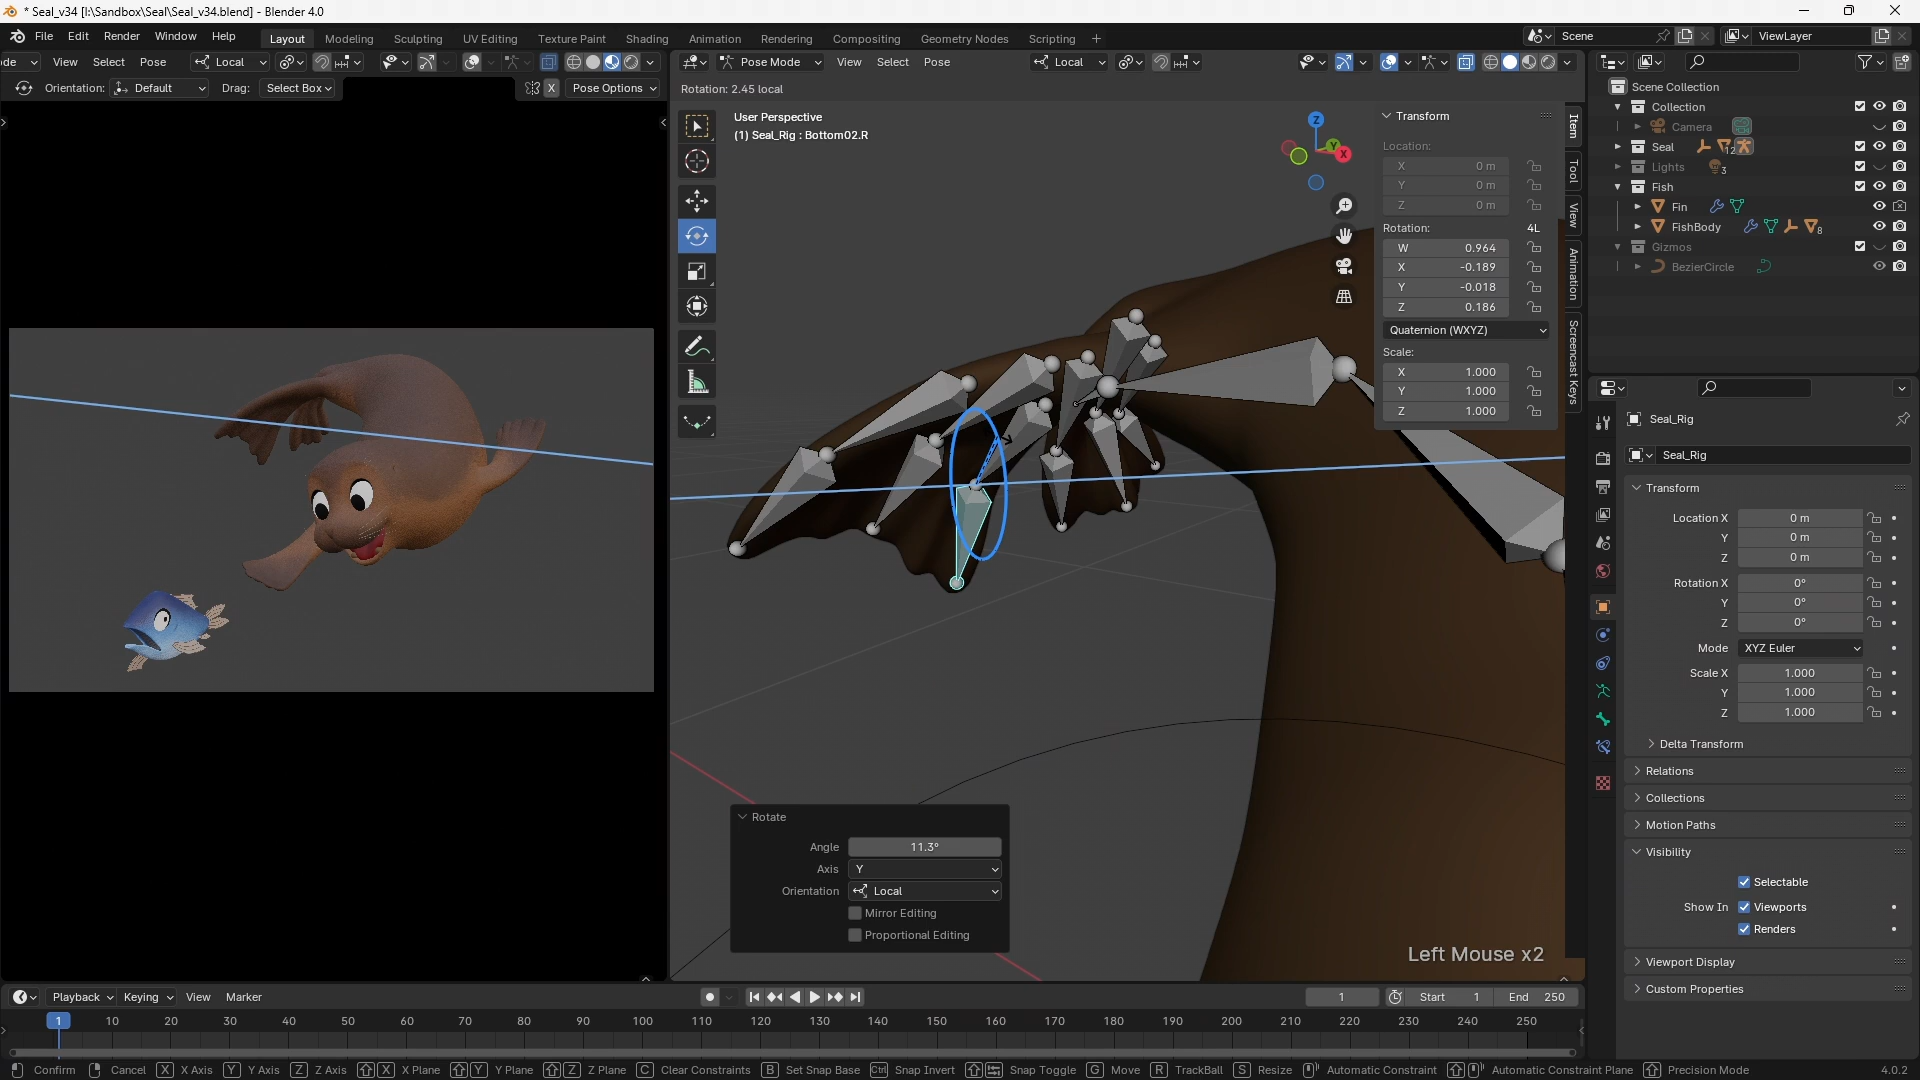 * Seal_v34 [I:\Sandbox\Seal\Seal_v34.blend] - Blender 4.0
File Edit Render Window Help
Layout Modeling Sculpting UV Editing Texture Paint Shading Animation Rendering Compositing Geometry Nodes Scripting +
Scene
ViewLayer
de View Select Pose Local
Pose Mode View Select Pose Local
Orientation: Default Drag: Select Box X Pose Options
Rotation: 2.45 local
User Perspective
(1) Seal_Rig : Bottom02.R
Z
Y
X
Transform
Location:
X 0 m
Y 0 m
Z 0 m
Rotation: 4L
W 0.964
X -0.189
Y -0.018
Z 0.186
Quaternion (WXYZ)
Scale:
X 1.000
Y 1.000
Z 1.000
Item
Tool
View
Animation
Screencast Keys
Scene Collection
Collection
Camera
Seal 12
Lights 3
Fish
Fin
FishBody 8
Gizmos
BezierCircle
Seal_Rig
Seal_Rig
Transform
Location X 0 m
Y 0 m
Z 0 m
Rotation X 0°
Y 0°
Z 0°
Mode XYZ Euler
Scale X 1.000
Y 1.000
Z 1.000
Delta Transform
Relations
Collections
Motion Paths
Visibility
Selectable
Show In Viewports
Renders
Viewport Display
Custom Properties
Rotate
Angle 11.3°
Axis Y
Orientation Local
Mirror Editing
Proportional Editing
Left Mouse x2
Playback Keying View Marker
1 Start 1 End 250
1 10 20 30 40 50 60 70 80 90 100 110 120 130 140 150 160 170 180 190 200 210 220 230 240 250
Confirm Cancel X X Axis Y Y Axis Z Z Axis X X Plane Y Y Plane Z Z Plane C Clear Constraints B Set Snap Base Ctrl Snap Invert Snap Toggle G Move R TrackBall S Resize Automatic Constraint Automatic Constraint Plane Precision Mode 4.0.2